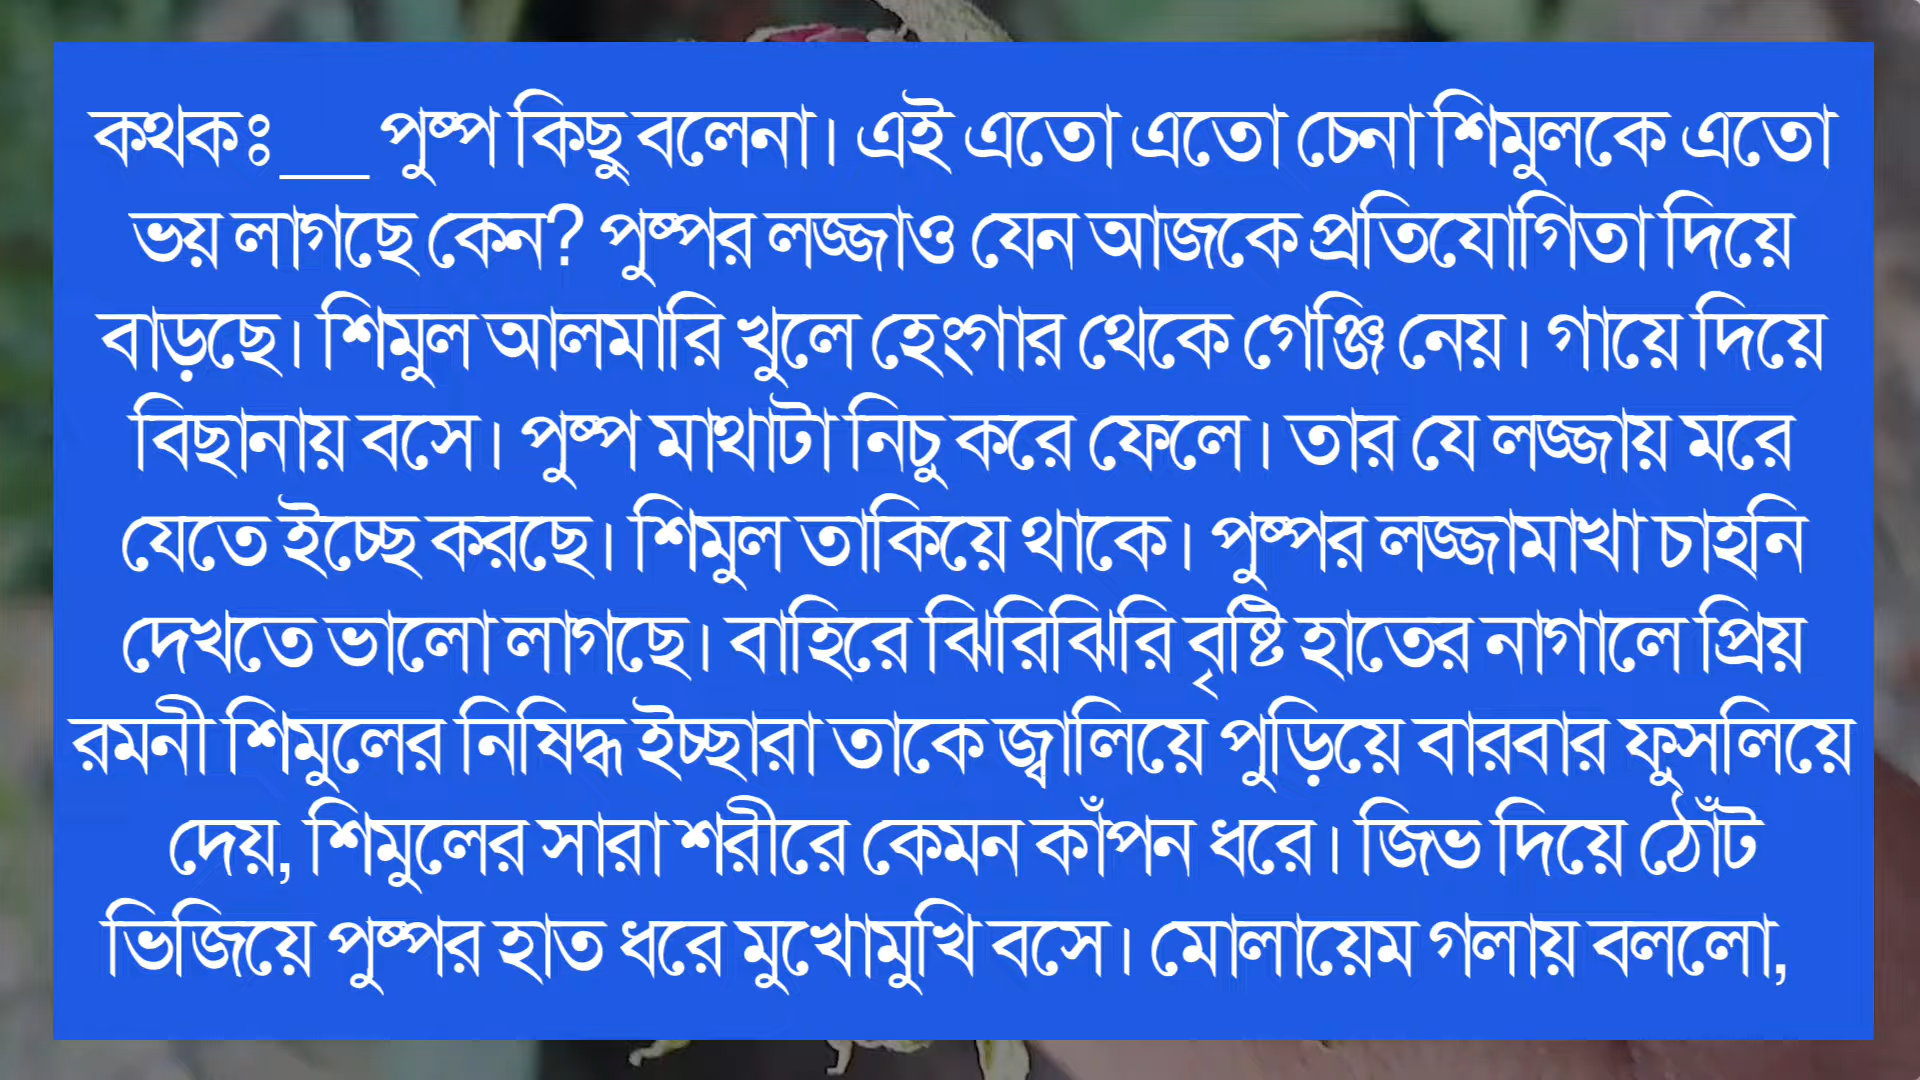 কথকঃ__ পুষ্প কিছু বলেনা। এই এতো এতো চেনা শিমুলকে এতো
ভয় লাগছে কেন? পুষ্পর লজ্জাও যেন আজকে প্রতিযোগিতা দিয়ে
বাড়ছে। শিমুল আলমারি খুলে হেংগার থেকে গেঞ্জি নেয়। গায়ে দিয়ে
বিছানায় বসে। পুষ্প মাথাটা নিচু করে ফেলে। তার যে লজ্জায় মরে
যেতে ইচ্ছে করছে। শিমুল তাকিয়ে থাকে। পুষ্পর লজ্জামাখা চাহনি
দেখতে ভালো লাগছে। বাহিরে ঝিরিঝিরি বৃষ্টি হাতের নাগালে প্রিয়
রমনী শিমুলের নিষিদ্ধ ইচ্ছারা তাকে জ্বালিয়ে পুড়িয়ে বারবার ফুসলিয়ে
দেয়, শিমুলের সারা শরীরে কেমন কাঁপন ধরে। জিভ দিয়ে ঠোঁট
ভিজিয়ে পুষ্পর হাত ধরে মুখোমুখি বসে। মোলায়েম গলায় বললো,